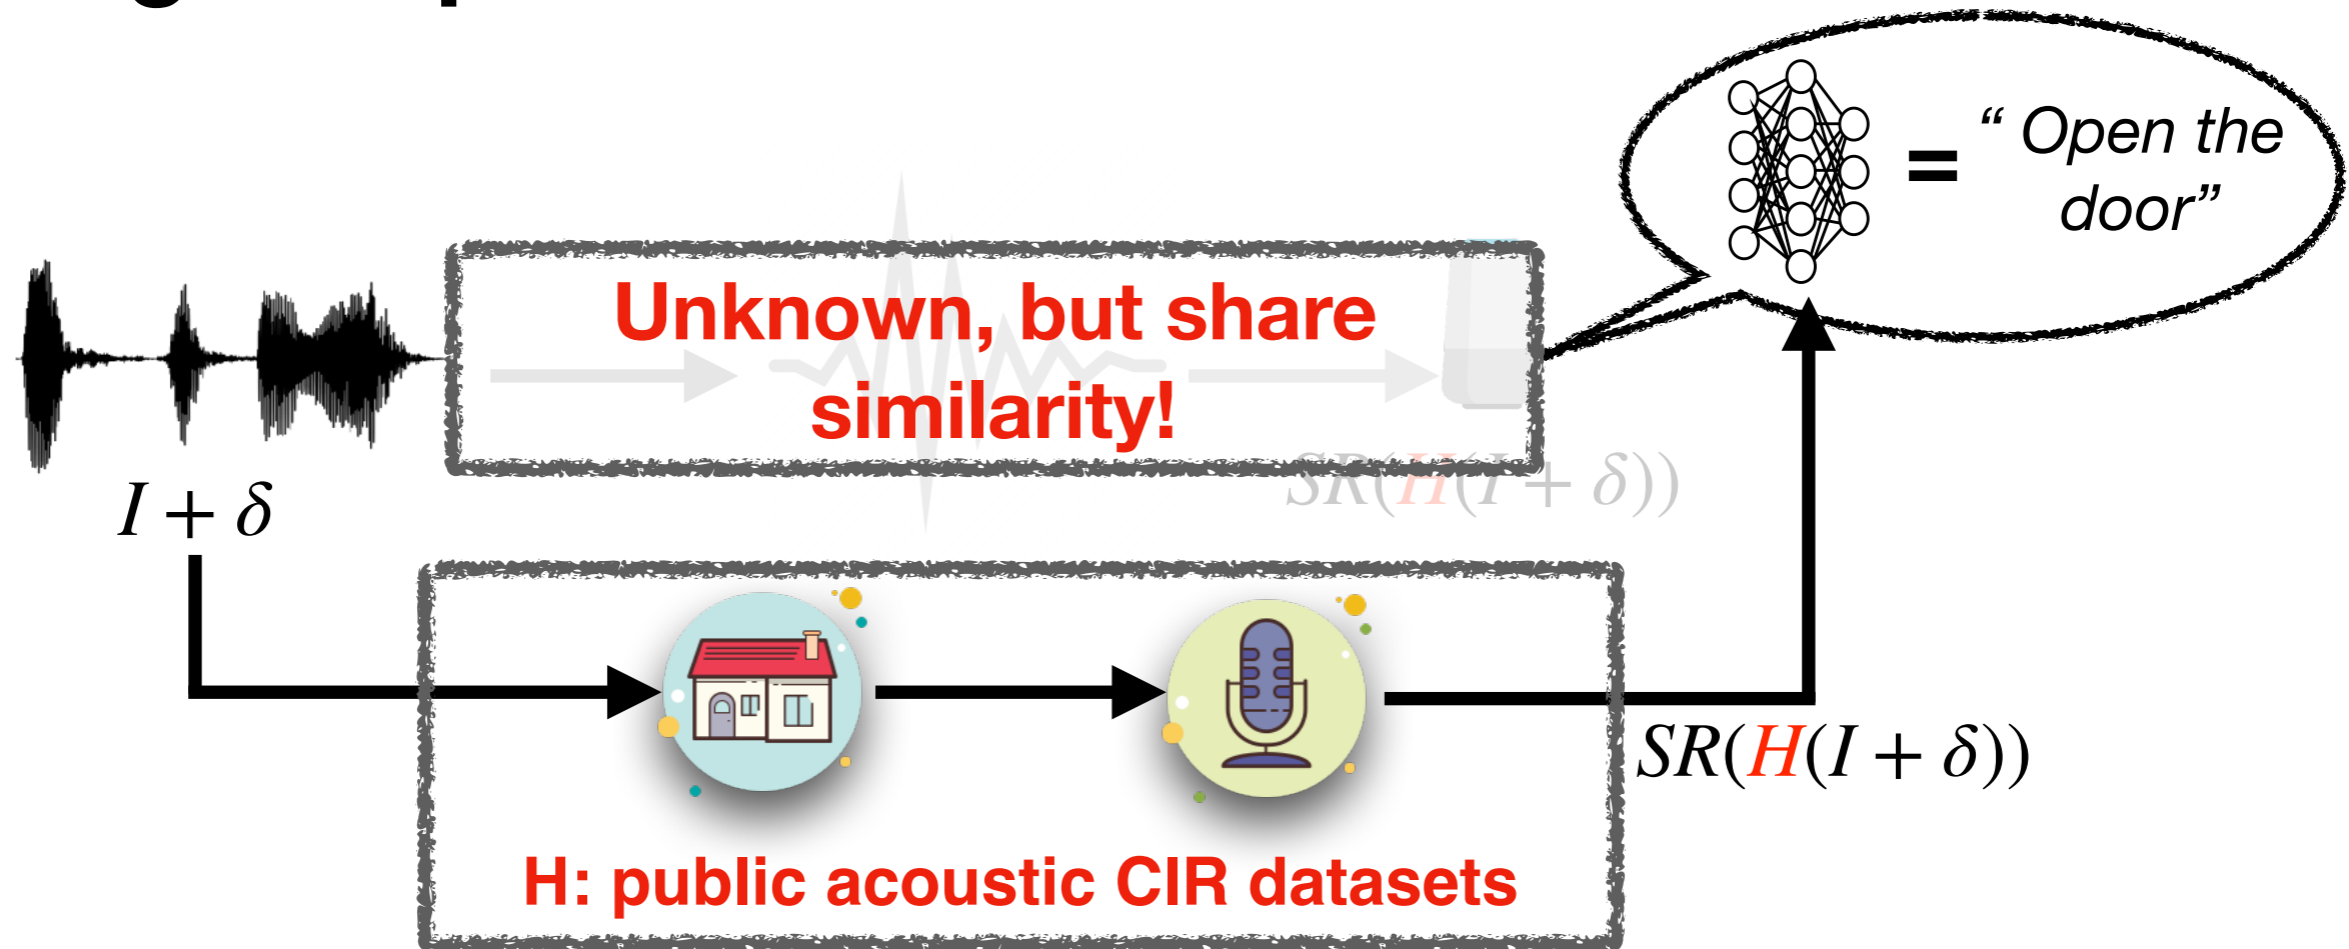 “ Open the
door”
=
Unknown, but share
similarity!
SR(H(I + δ))
I + δ
SR(H(I + δ))
H: public acoustic CIR datasets